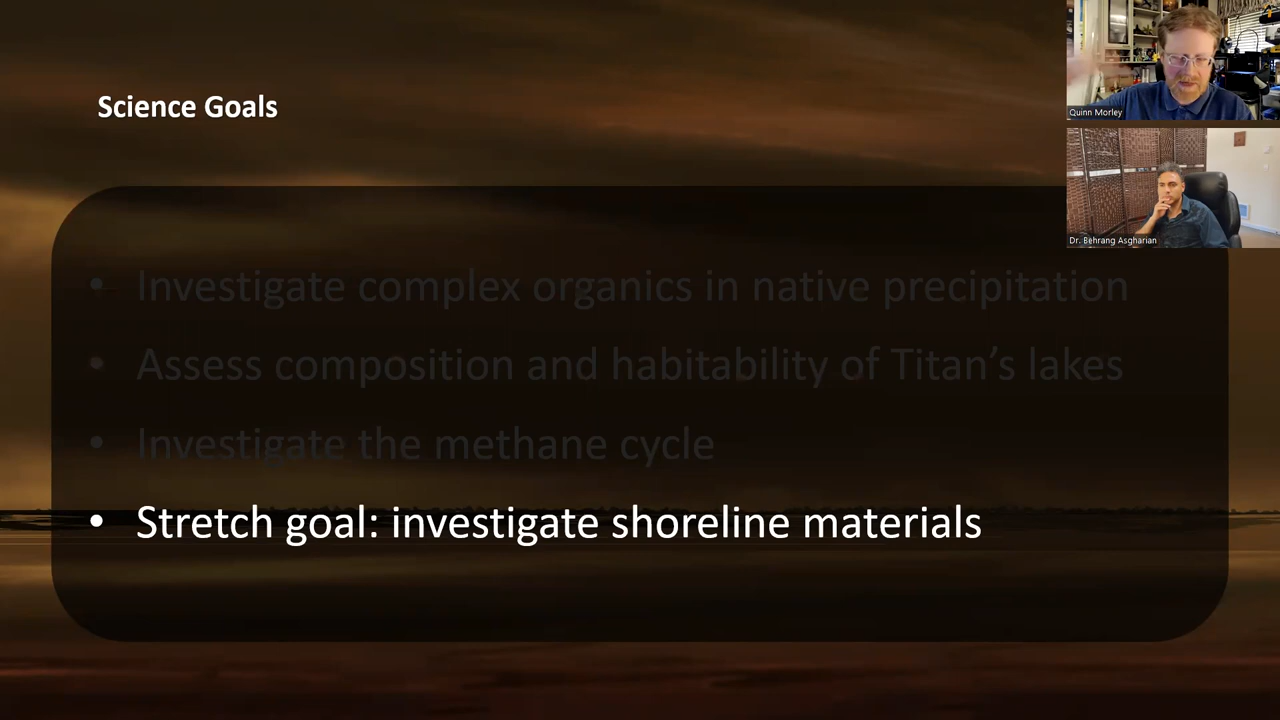 Science Goals
Quinn Morley
Dr. Behrang Asgharian
• Investigate complex organics in native precipitation
• Assess composition and habitability of Titan’s lakes
• Investigate the methane cycle
• Stretch goal: investigate shoreline materials